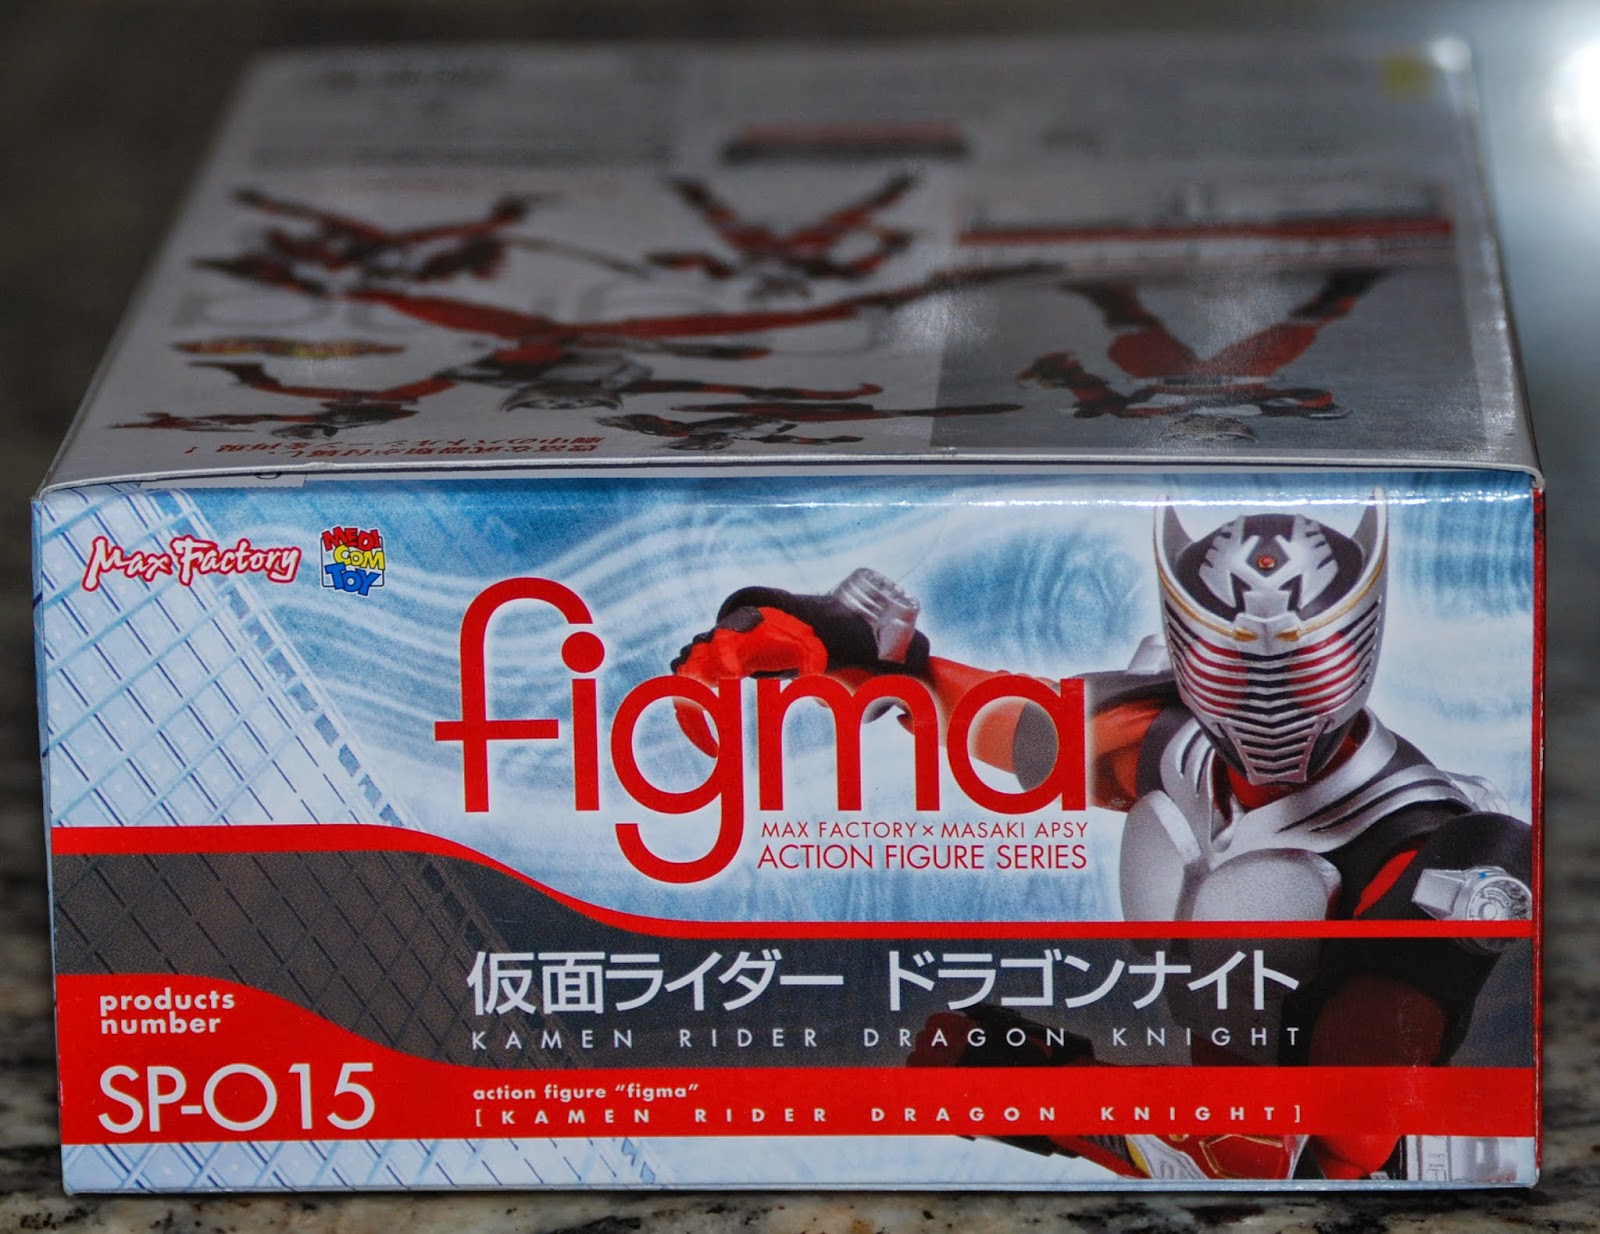 Max Factory
MEDI
COM
TOY
figma
MAX FACTORY × MASAKI APSY
ACTION FIGURE SERIES
仮面ライダー ドラゴンナイト
KAMEN RIDER DRAGON KNIGHT
products
number
SP-015
action figure “figma”
[KAMEN RIDER DRAGON KNIGHT]